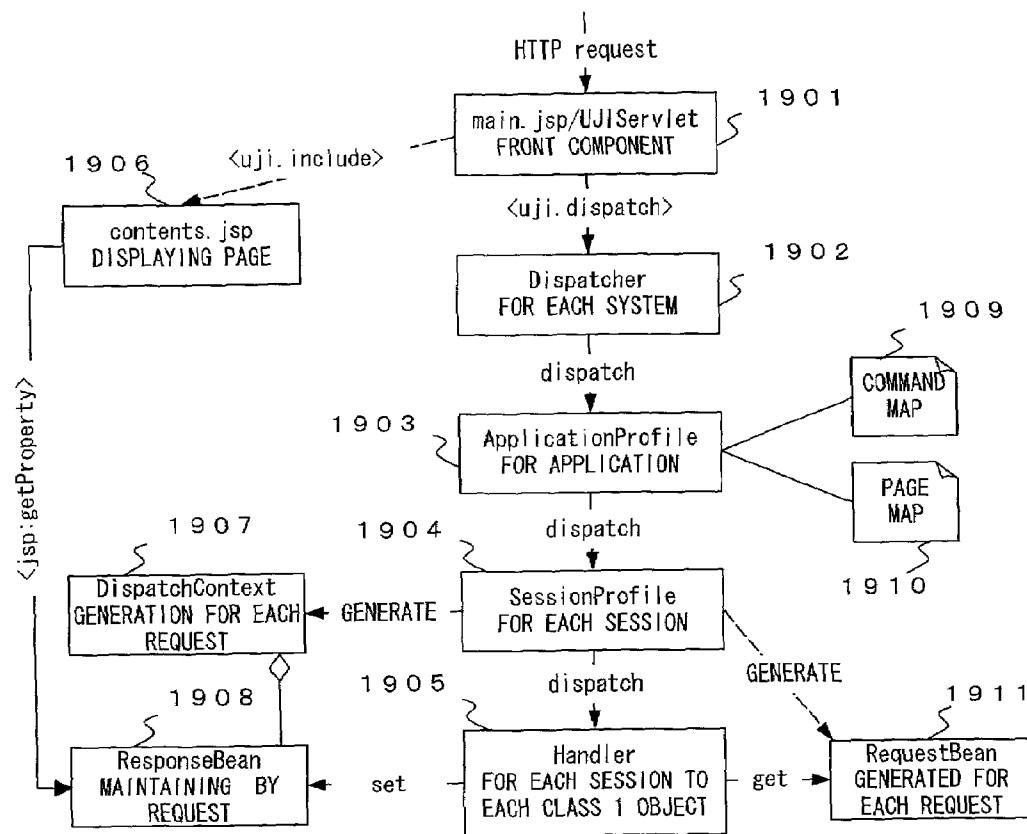 HTTP request
1901
main.jsp/UJIServlet
FRONT COMPONENT
1906
<uji.include>
contents.jsp
DISPLAYING PAGE
<uji.dispatch>
1902
Dispatcher
FOR EACH SYSTEM
1909
COMMAND
MAP
dispatch
1903
ApplicationProfile
FOR APPLICATION
PAGE
MAP
1910
<jsp:getProperty>
dispatch
1907
1904
DispatchContext
GENERATION FOR EACH
REQUEST
GENERATE
SessionProfile
FOR EACH SESSION
GENERATE
dispatch
1908
1905
1911
ResponseBean
MAINTAINING BY
REQUEST
set
Handler
FOR EACH SESSION TO
EACH CLASS 1 OBJECT
get
RequestBean
GENERATED FOR
EACH REQUEST